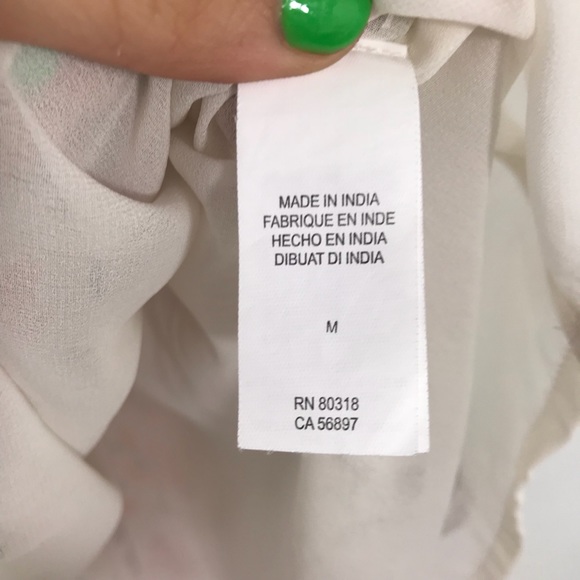 MADE IN INDIA
FABRIQUE EN INDE
HECHO EN INDIA
DIBUAT DI INDIA
M
RN 80318
CA 56897